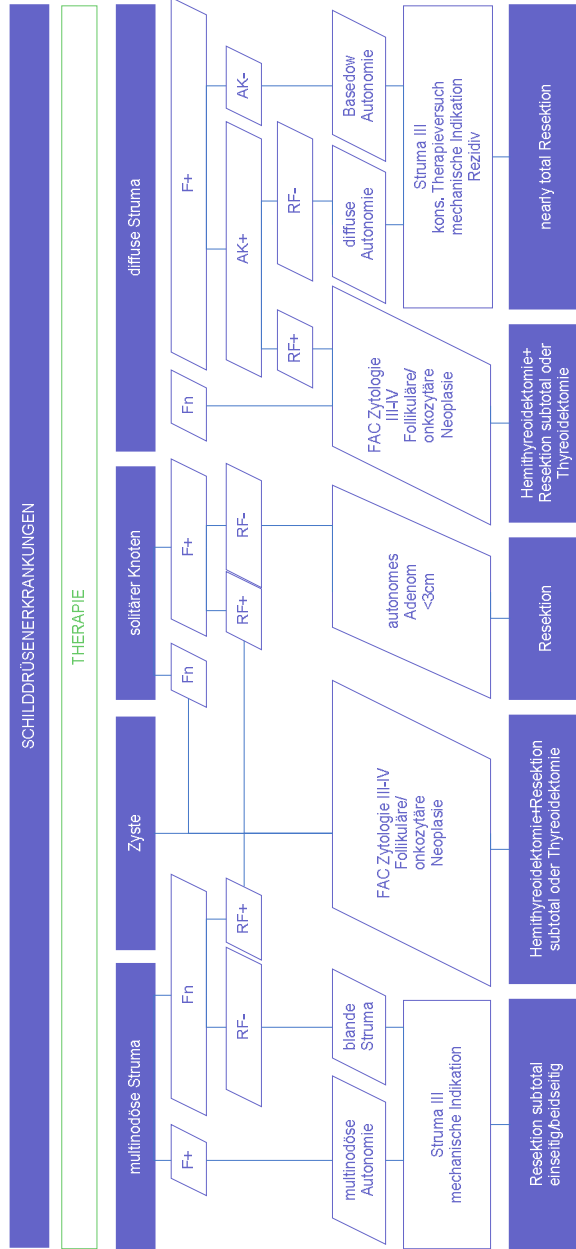 SCHILDDRÜSENERKRANKUNGEN
THERAPIE
multinodöse Struma
Zyste
solitärer Knoten
diffuse Struma
F+
Fn
Fn
F+
Fn
F+
RF-
RF+
RF+
RF-
AK+
AK-
RF+
RF-
multinodöse
Autonomie
blande
Struma
FAC Zytologie III-IV
Follikuläre/
onkozytäre
Neoplasie
autonomes
Adenom
<3cm
FAC Zytologie
III-IV
Follikuläre/
onkozytäre
Neoplasie
diffuse
Autonomie
Basedow
Autonomie
Struma III
mechanische Indikation
Struma III
kons. Therapieversuch
mechanische Indikation
Rezidiv
Resektion subtotal
einseitig/beidseitig
Hemithyreoidektomie+Resektion
subtotal oder Thyreoidektomie
Resektion
Hemithyreoidektomie+
Resektion subtotal oder
Thyreoidektomie
nearly total Resektion